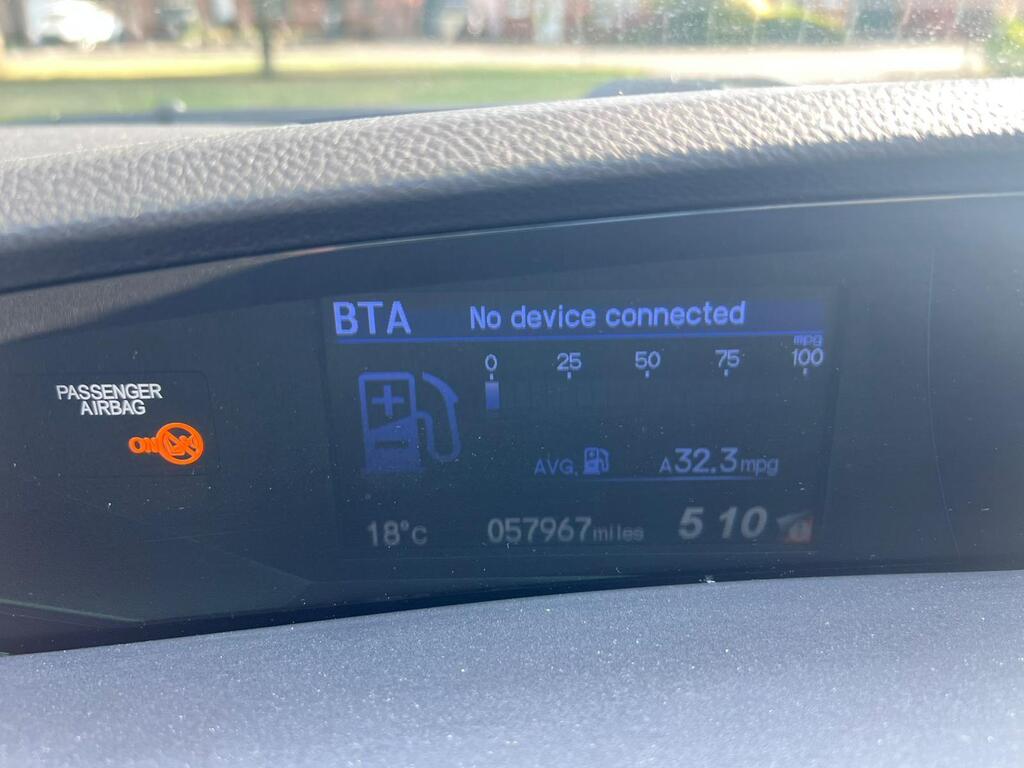 BTA No device connected
mpg
0 25 50 75 100
PASSENGER
AIRBAG
ON
AVG. A32.3mpg
18°C 057967miles 5 10